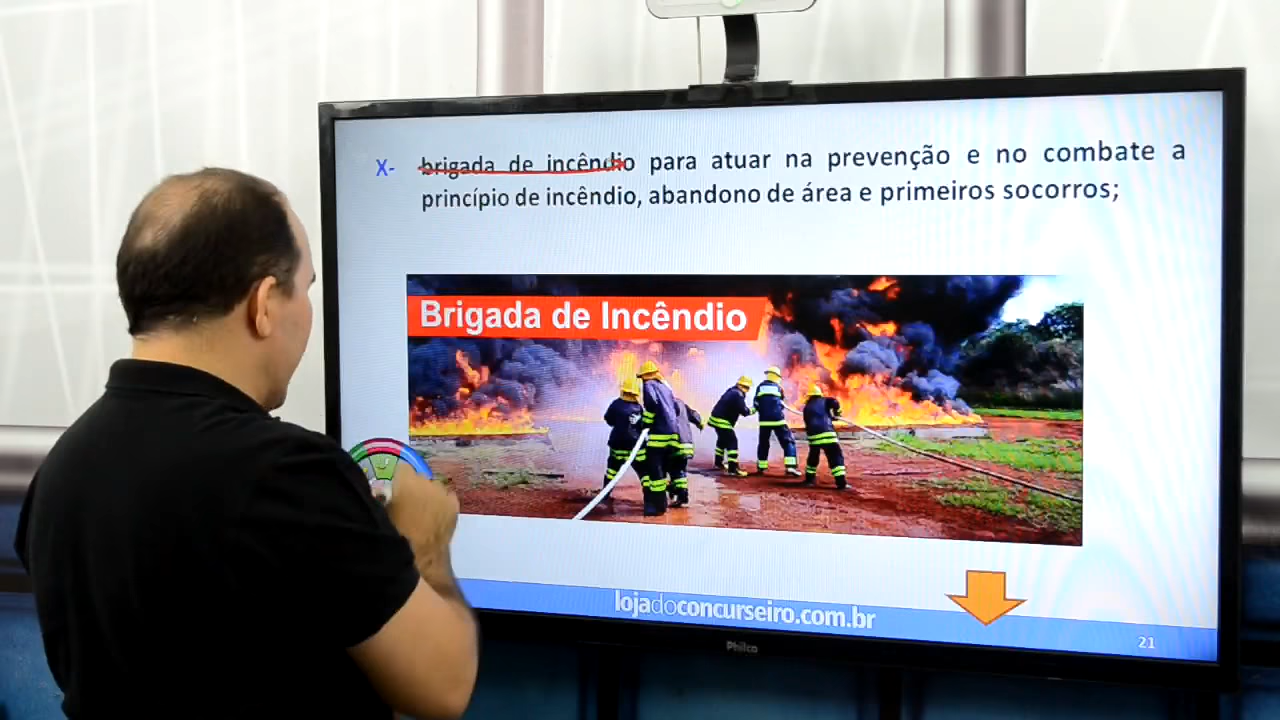 X- brigada de incêndio para atuar na prevenção e no combate a
princípio de incêndio, abandono de área e primeiros socorros;
Brigada de Incêndio
lojadoconcurseiro.com.br
21
Philco